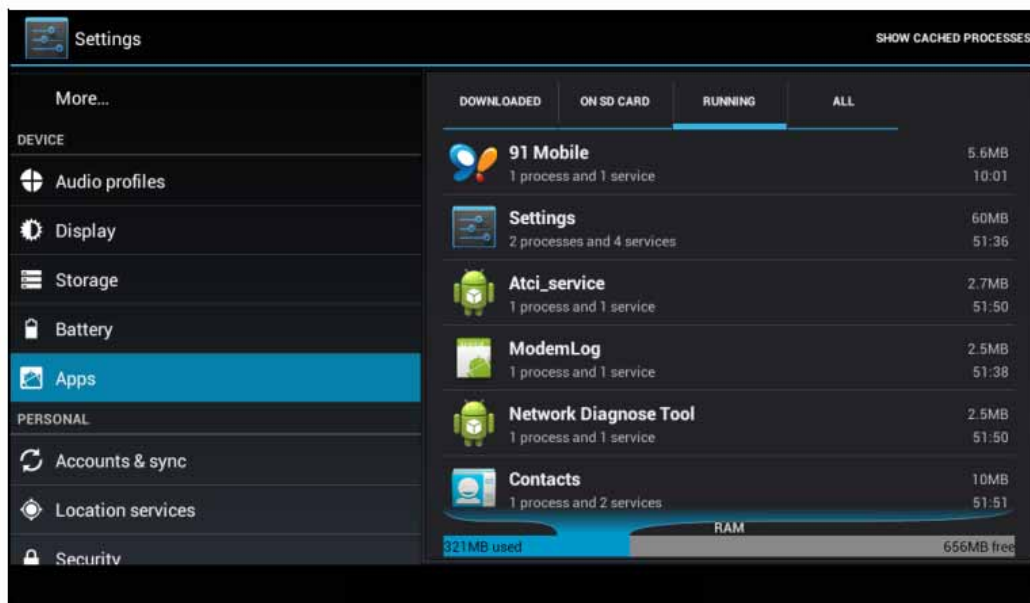 Settings
SHOW CACHED PROCESSES
More...
DEVICE
Audio profiles
Display
Storage
Battery
Apps
PERSONAL
Accounts & sync
Location services
Security
DOWNLOADED
ON SD CARD
RUNNING
ALL
91 Mobile
5.6MB
1 process and 1 service
10:01
Settings
60MB
2 processes and 4 services
51:36
Atci_service
2.7MB
1 process and 1 service
51:50
ModemLog
2.5MB
1 process and 1 service
51:38
Network Diagnose Tool
2.5MB
1 process and 1 service
51:50
Contacts
10MB
1 process and 2 services
51:51
RAM
321MB used
656MB free